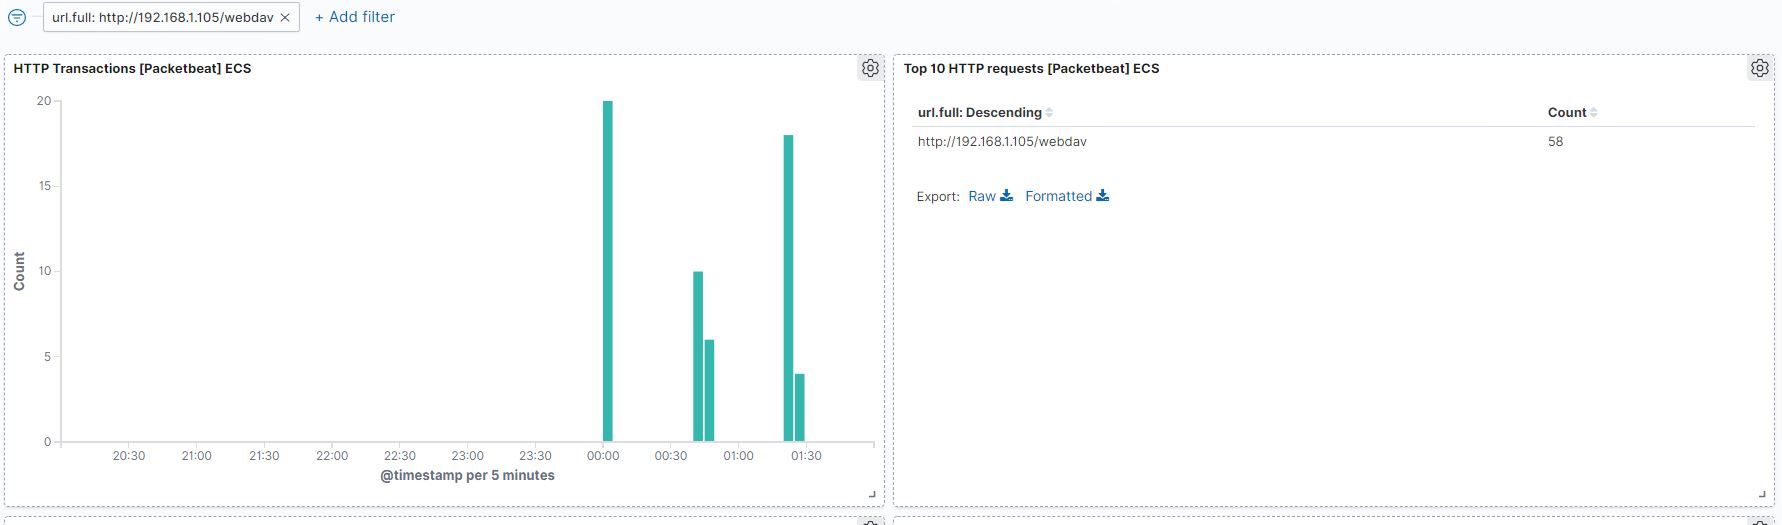 url.full: http://192.168.1.105/webdav ×
+ Add filter
HTTP Transactions [Packetbeat] ECS
20
15
10
5
0
Count
20:30 21:00 21:30 22:00 22:30 23:00 23:30 00:00 00:30 01:00 01:30
@timestamp per 5 minutes
Top 10 HTTP requests [Packetbeat] ECS
url.full: Descending Count
http://192.168.1.105/webdav 58
Export: Raw Formatted